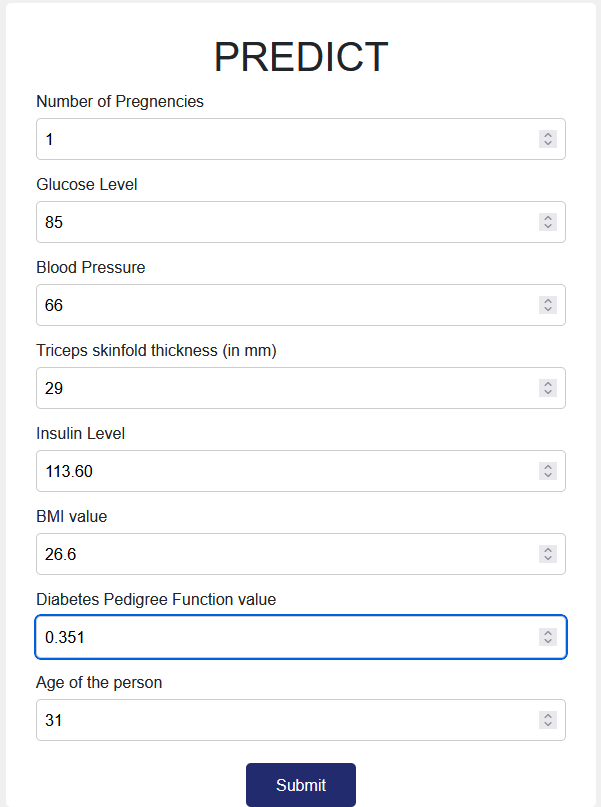 PREDICT
Number of Pregnencies
1
Glucose Level
85
Blood Pressure
66
Triceps skinfold thickness (in mm)
29
Insulin Level
113.60
BMI value
26.6
Diabetes Pedigree Function value
0.351
Age of the person
31
Submit